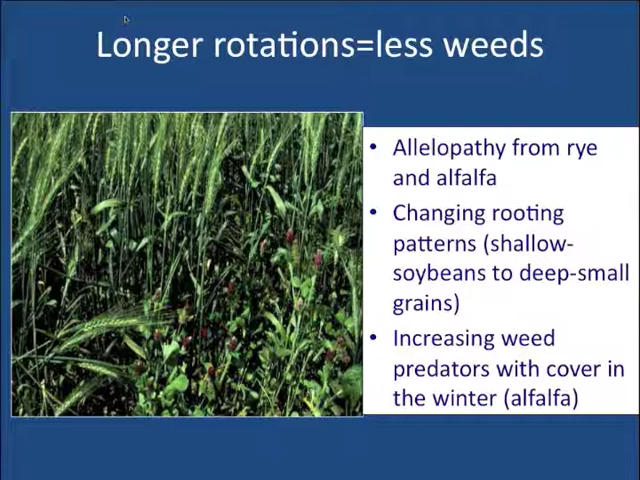 Longer rotations=less weeds
• Allelopathy from rye
and alfalfa
• Changing rooting
patterns (shallow-
soybeans to deep-small
grains)
• Increasing weed
predators with cover in
the winter (alfalfa)